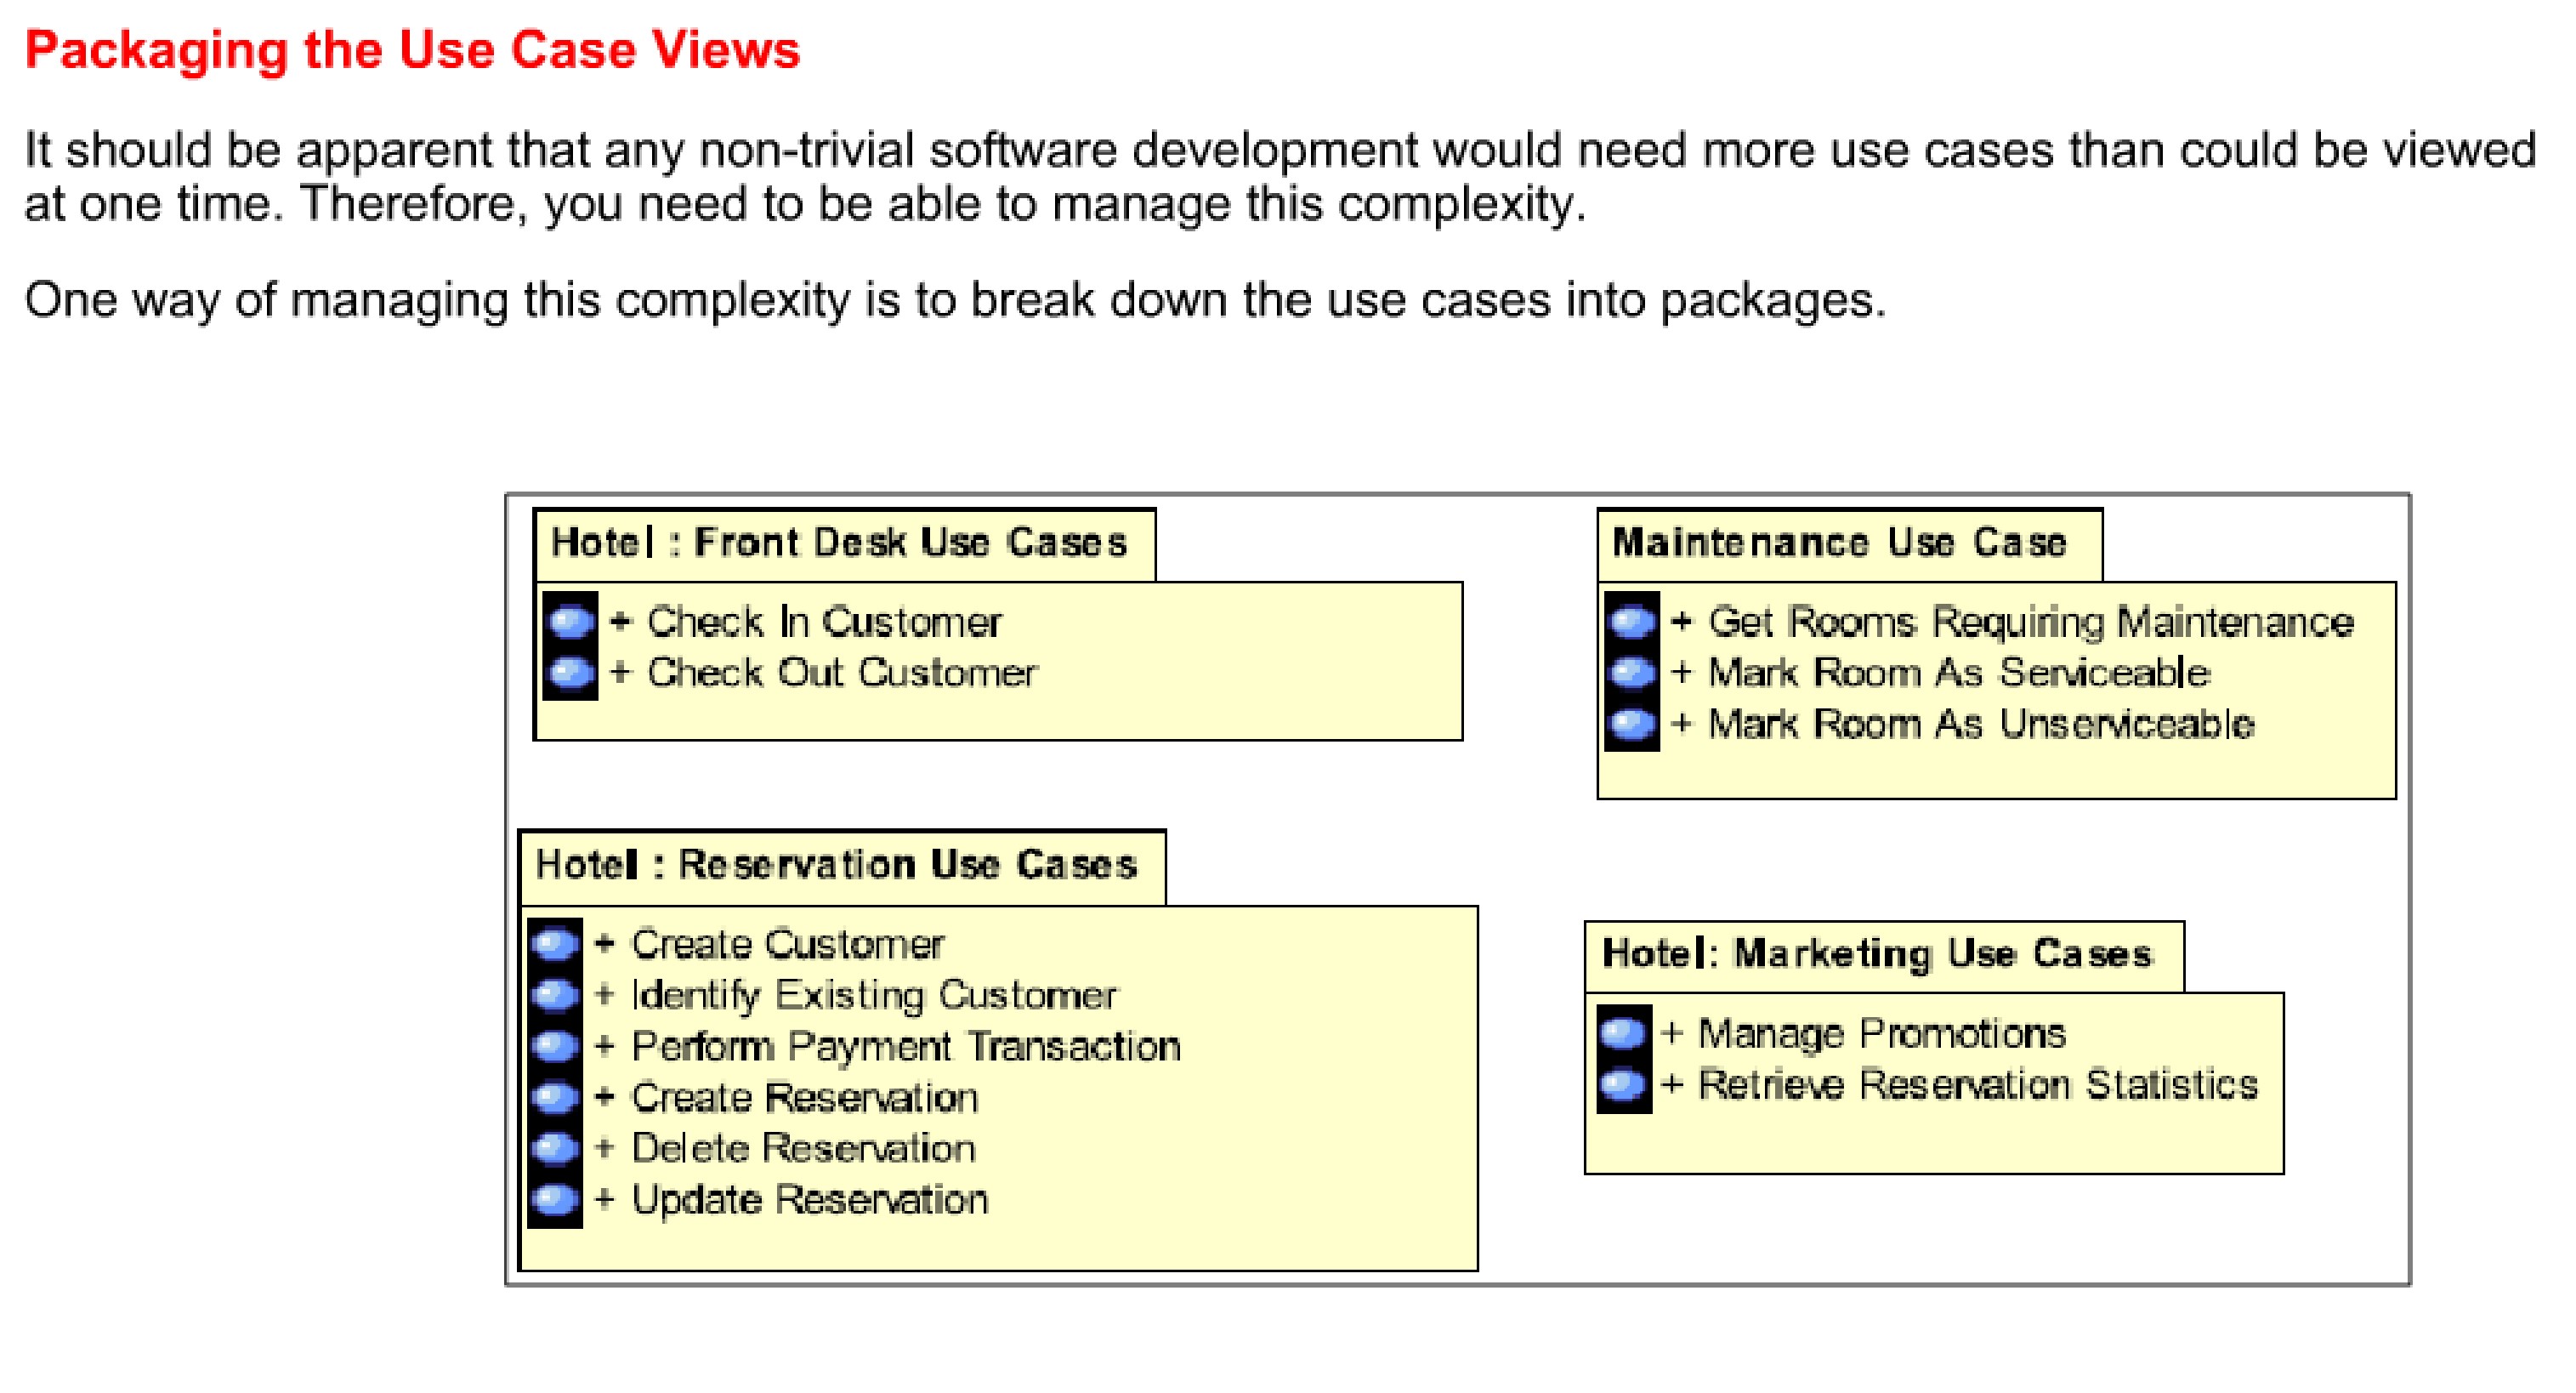 Packaging the Use Case Views
It should be apparent that any non-trivial software development would need more use cases than could be viewed
at one time. Therefore, you need to be able to manage this complexity.
One way of managing this complexity is to break down the use cases into packages.
Hotel : Front Desk Use Cases
+ Check In Customer
+ Check Out Customer
Maintenance Use Case
+ Get Rooms Requiring Maintenance
+ Mark Room As Serviceable
+ Mark Room As Unserviceable
Hotel : Reservation Use Cases
+ Create Customer
+ Identify Existing Customer
+ Perform Payment Transaction
+ Create Reservation
+ Delete Reservation
+ Update Reservation
Hotel: Marketing Use Cases
+ Manage Promotions
+ Retrieve Reservation Statistics